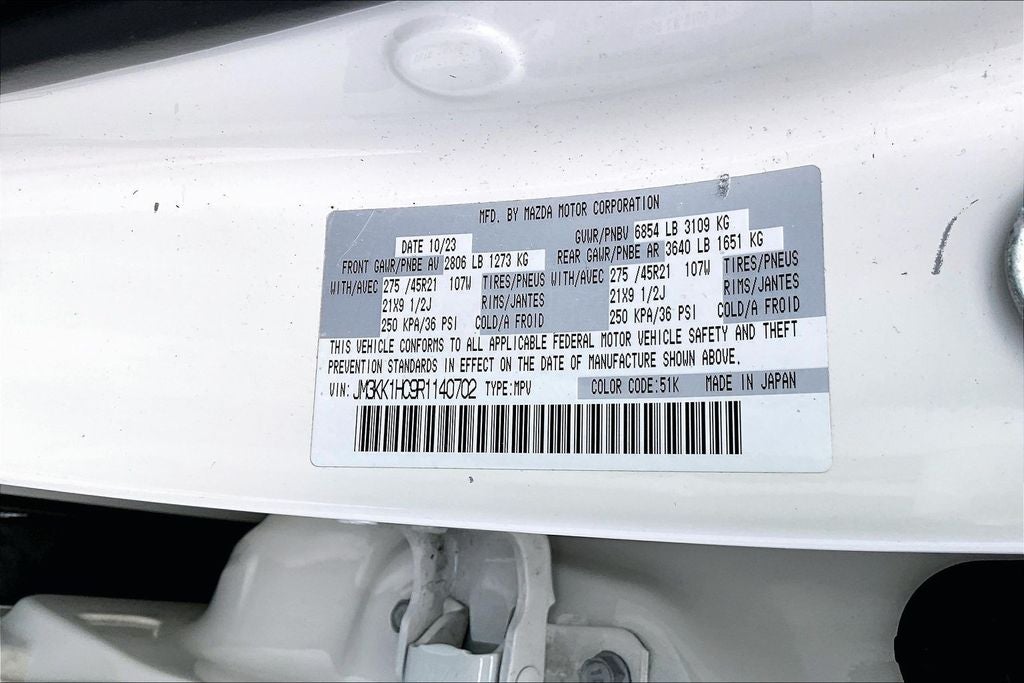 MFD. BY MAZDA MOTOR CORPORATION
DATE 10/23 GVWR/PNBV 6854 LB 3109 KG
FRONT GAWR/PNBE AV 2806 LB 1273 KG REAR GAWR/PNBE AR 3640 LB 1651 KG
WITH/AVEC 275 /45R21 107W TIRES/PNEUS WITH/AVEC 275 /45R21 107W TIRES/PNEUS
21X9 1/2J RIMS/JANTES 21X9 1/2J RIMS/JANTES
250 KPA/36 PSI COLD/A FROID 250 KPA/36 PSI COLD/A FROID
THIS VEHICLE CONFORMS TO ALL APPLICABLE FEDERAL MOTOR VEHICLE SAFETY AND THEFT
PREVENTION STANDARDS IN EFFECT ON THE DATE OF MANUFACTURE SHOWN ABOVE.
VIN: JM3KK1HC9R1140702 TYPE:MPV COLOR CODE:51K MADE IN JAPAN